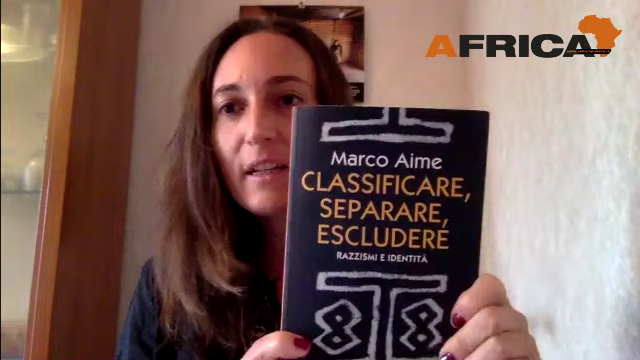 AFRICA
Marco Aime
CLASSIFICARE,
SEPARARE,
ESCLUDERE
RAZZISMI E IDENTITÀ